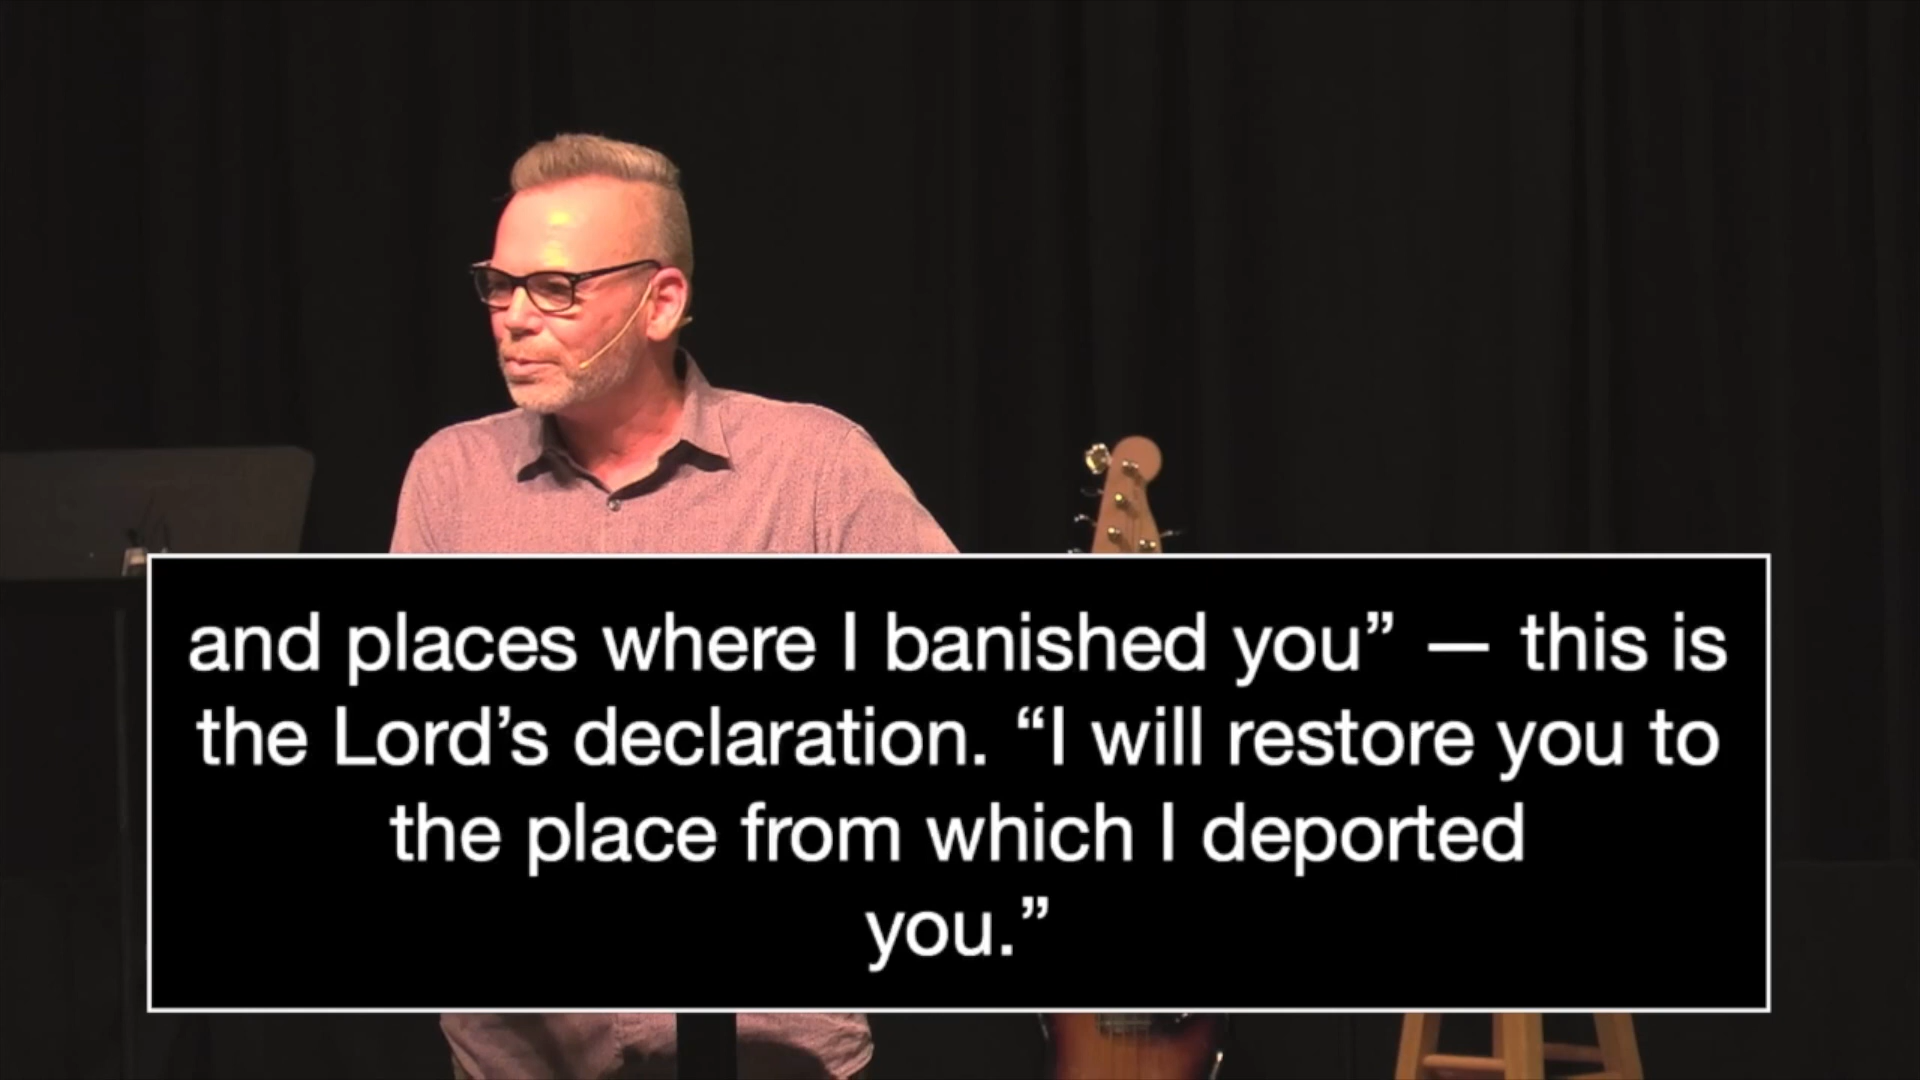 and places where I banished you” — this is
the Lord’s declaration. “I will restore you to
the place from which I deported
you.”